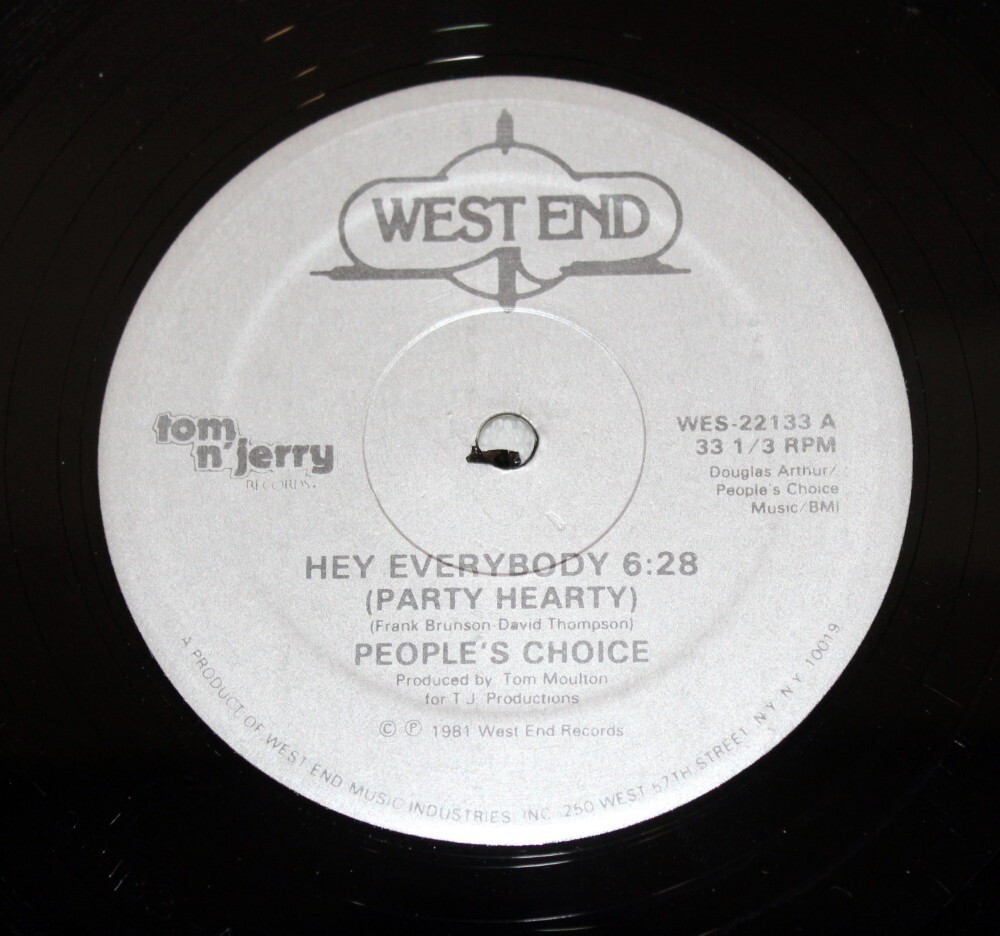 WEST END
tom
n' jerry
RECORDS
WES-22133 A
33 1/3 RPM
Douglas Arthur/
People's Choice
Music/BMI
HEY EVERYBODY 6:28
(PARTY HEARTY)
(Frank Brunson-David Thompson)
PEOPLE'S CHOICE
Produced by Tom Moulton
for T.J. Productions
© ℗ 1981 West End Records
A PRODUCT OF WEST END MUSIC INDUSTRIES, INC. 250 WEST 57TH STREET NY NY 10019